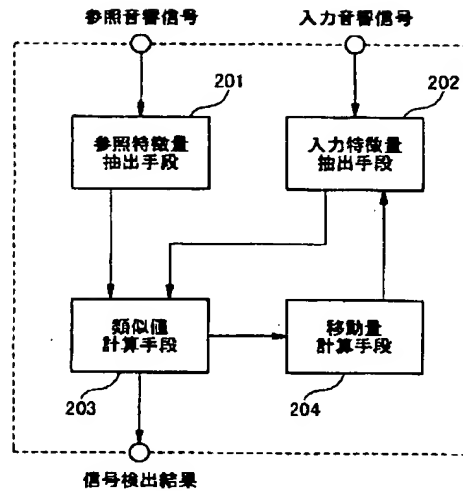 参照音響信号
入力音響信号
201
202
参照特徴量
抽出手段
入力特徴量
抽出手段
類似値
計算手段
移動量
計算手段
203
204
信号検出結果